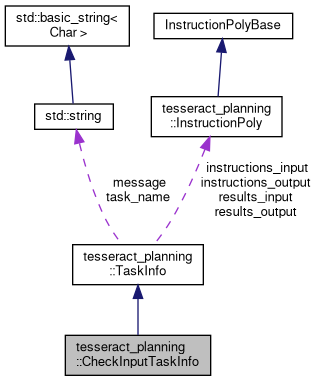 std::basic_string<
Char >
InstructionPolyBase
std::string
tesseract_planning
::InstructionPoly
message
task_name
instructions_input
instructions_output
results_input
results_output
tesseract_planning
::TaskInfo
tesseract_planning
::CheckInputTaskInfo